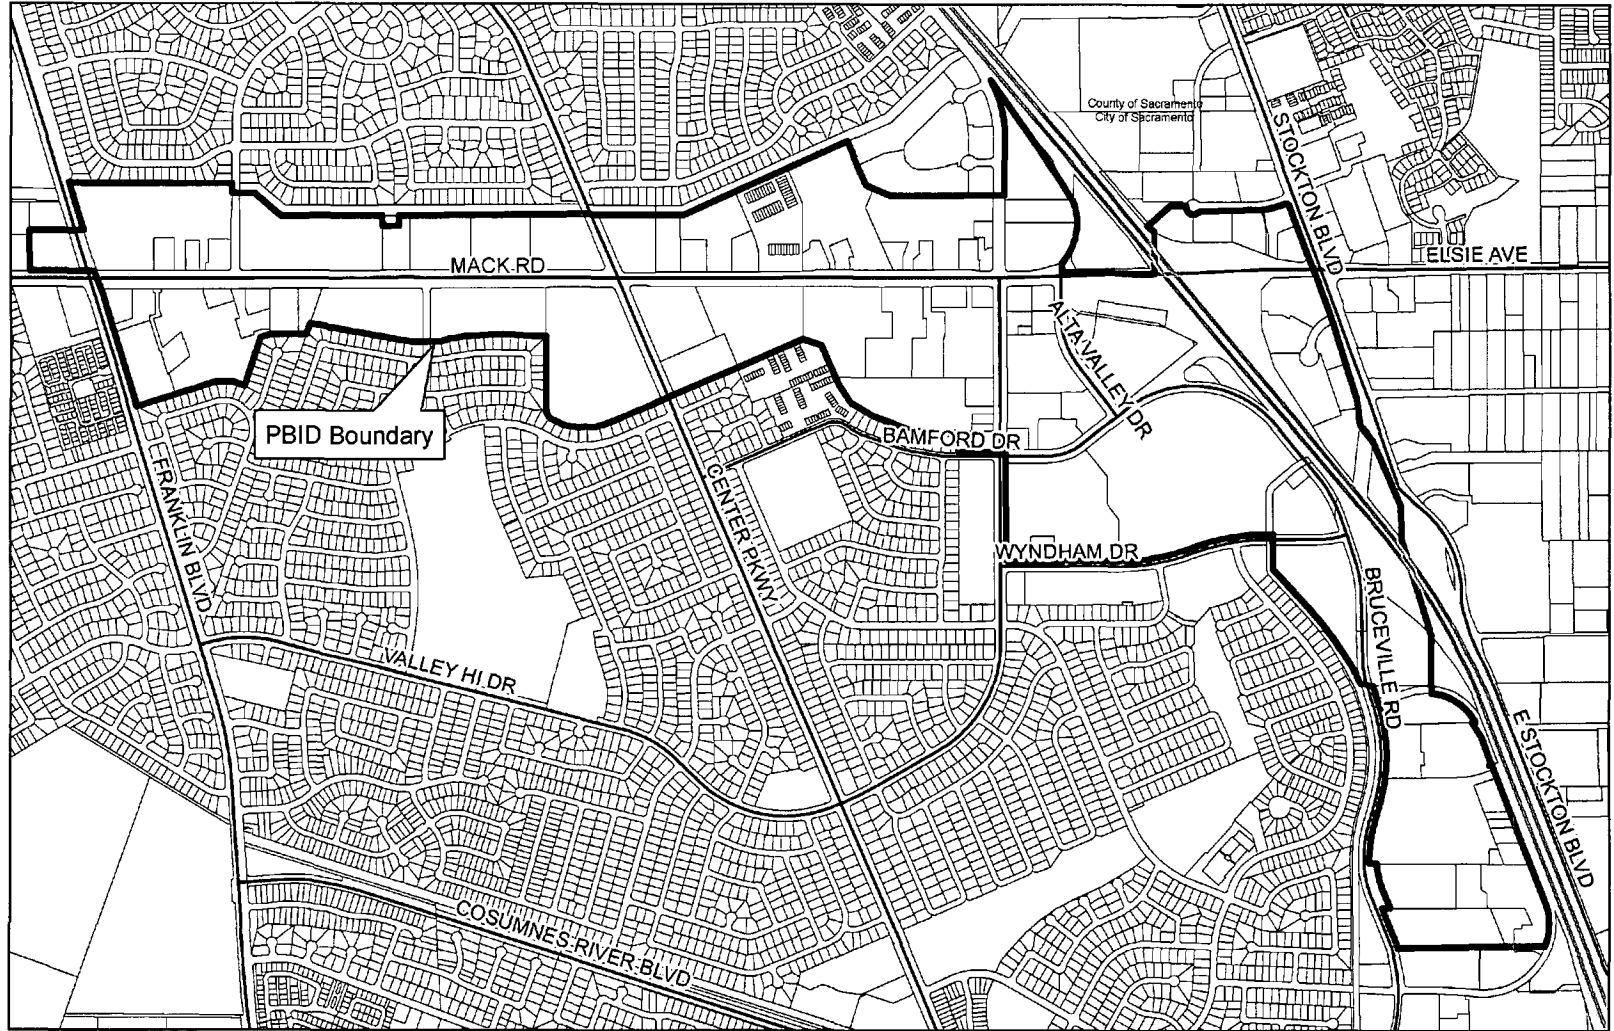 County of Sacramento
City of Sacramento
STOCKTON BLVD
ELSIE AVE
MACK RD
ALTA VALLEY DR
PBID Boundary
BAMFORD DR
FRANKLIN BLVD
CENTER PKWY
WYNDHAM DR
BRUCEVILLE RD
VALLEY HI DR
E STOCKTON BLVD
COSUMNES RIVER BLVD